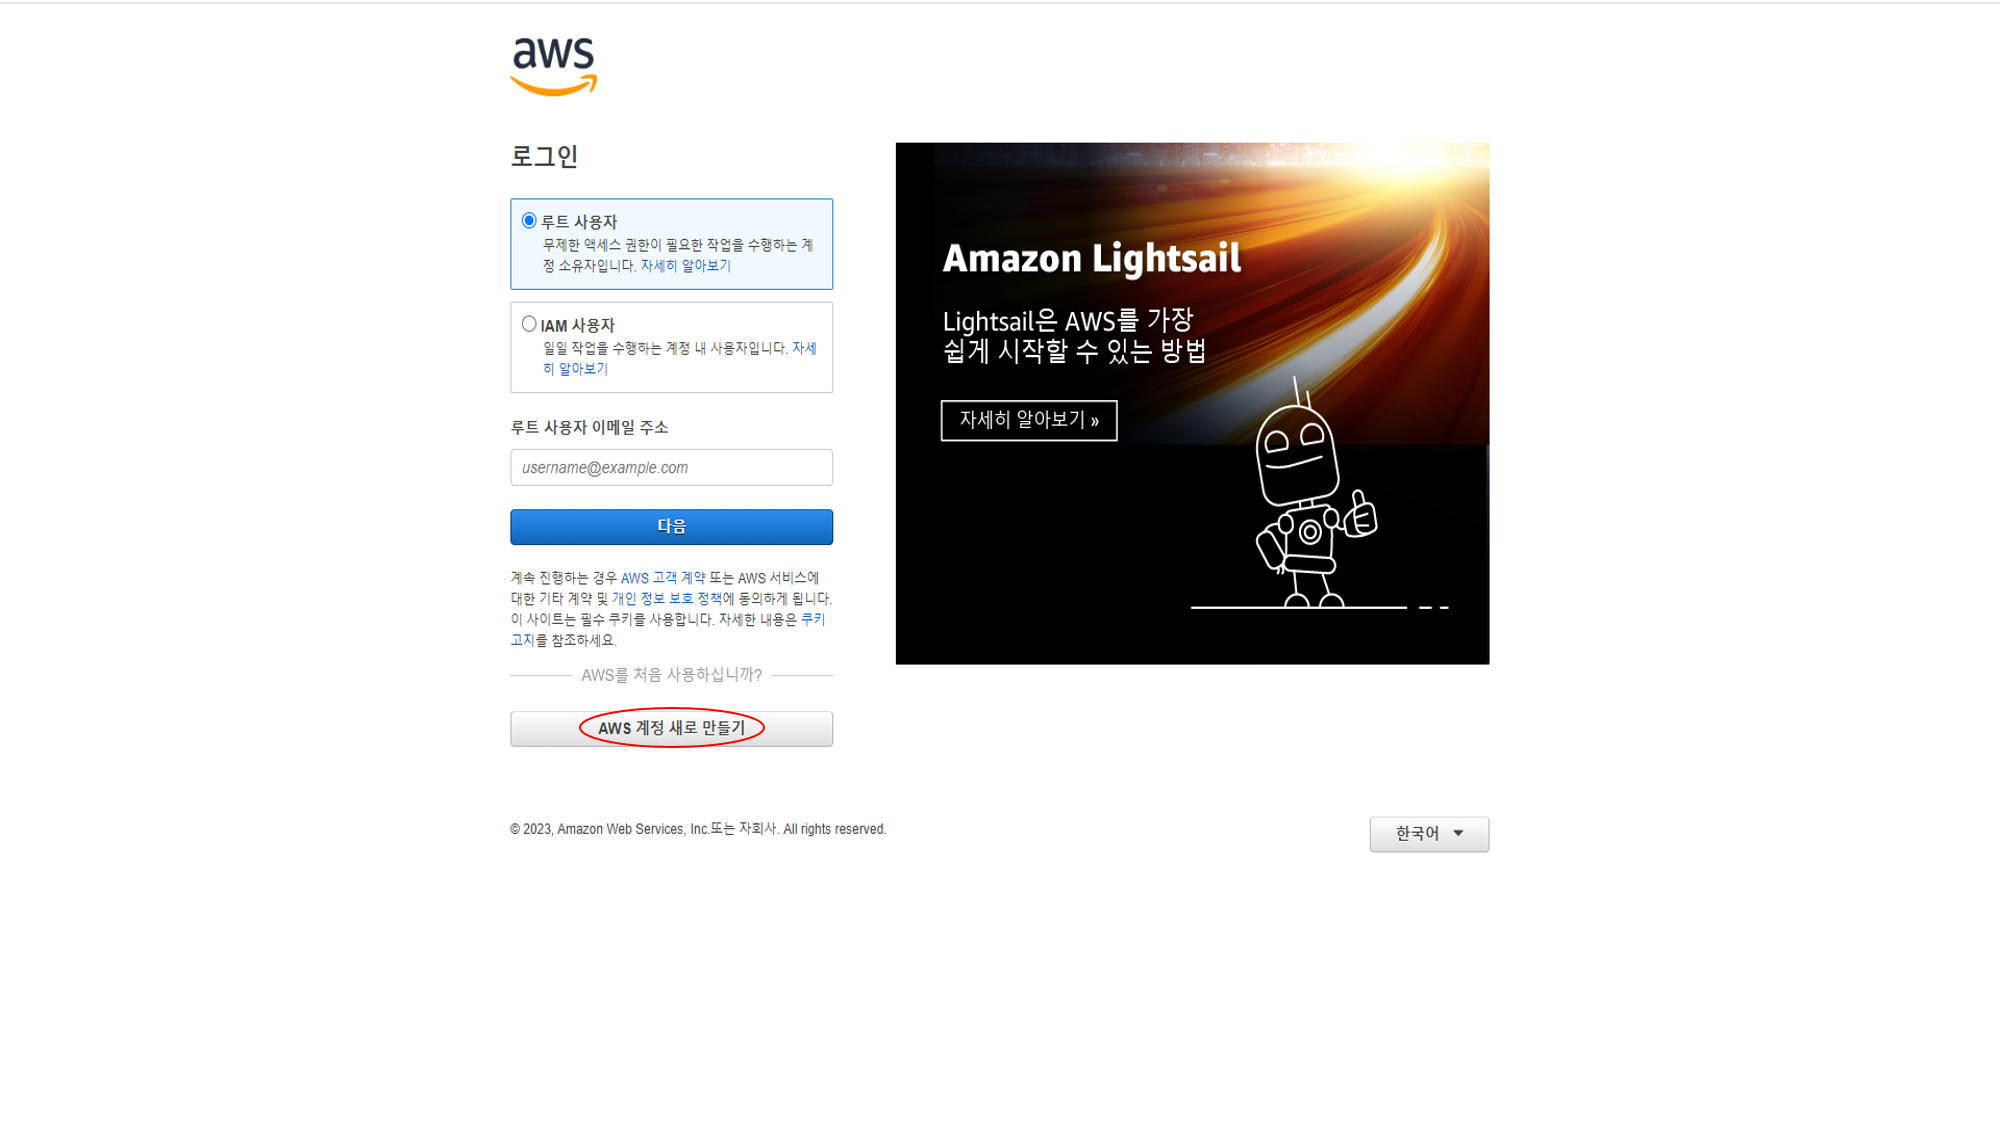 aws
로그인
루트 사용자
무제한 액세스 권한이 필요한 작업을 수행하는 계
정 소유자입니다. 자세히 알아보기
IAM 사용자
일일 작업을 수행하는 계정 내 사용자입니다. 자세
히 알아보기
루트 사용자 이메일 주소
username@example.com
다음
계속 진행하는 경우 AWS 고객 계약 또는 AWS 서비스에
대한 기타 계약 및 개인 정보 보호 정책에 동의하게 됩니다.
이 사이트는 필수 쿠키를 사용합니다. 자세한 내용은 쿠키
고지를 참조하세요.
AWS를 처음 사용하십니까?
AWS 계정 새로 만들기
Amazon Lightsail
Lightsail은 AWS를 가장
쉽게 시작할 수 있는 방법
자세히 알아보기 »
© 2023, Amazon Web Services, Inc.또는 자회사. All rights reserved.
한국어